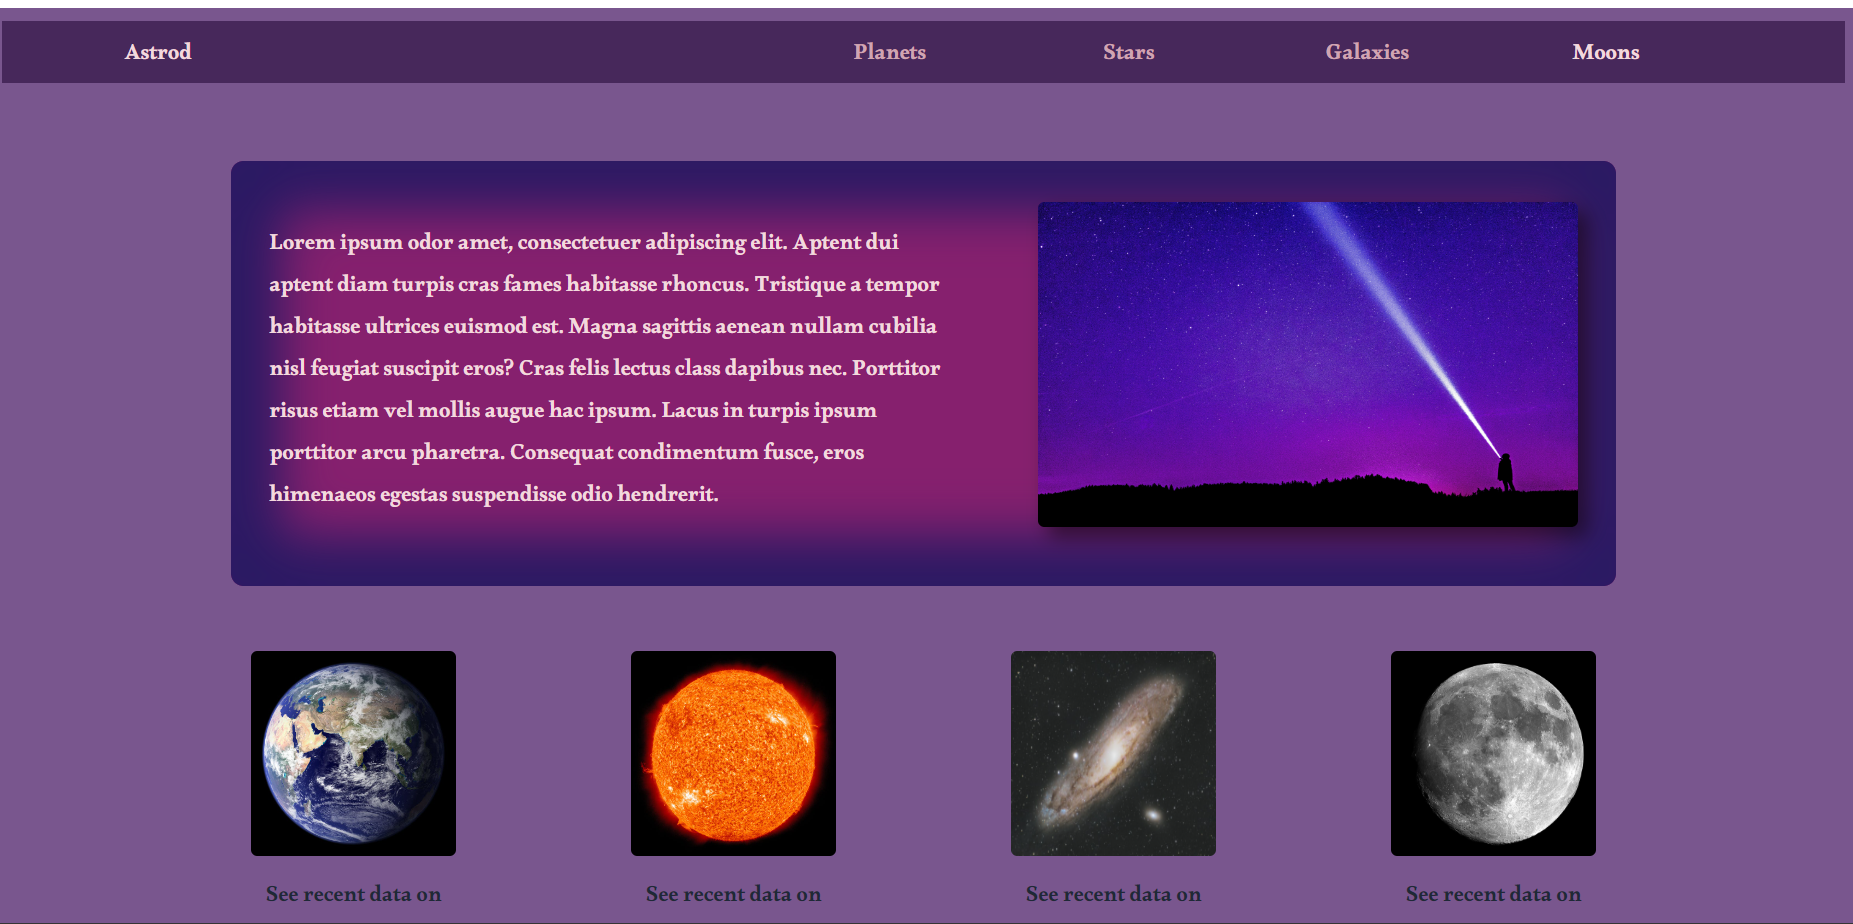 Astrod Planets Stars Galaxies Moons
Lorem ipsum odor amet, consectetuer adipiscing elit. Aptent dui
aptent diam turpis cras fames habitasse rhoncus. Tristique a tempor
habitasse ultrices euismod est. Magna sagittis aenean nullam cubilia
nisl feugiat suscipit eros? Cras felis lectus class dapibus nec. Porttitor
risus etiam vel mollis augue hac ipsum. Lacus in turpis ipsum
porttitor arcu pharetra. Consequat condimentum fusce, eros
himenaeos egestas suspendisse odio hendrerit.
See recent data on See recent data on See recent data on See recent data on